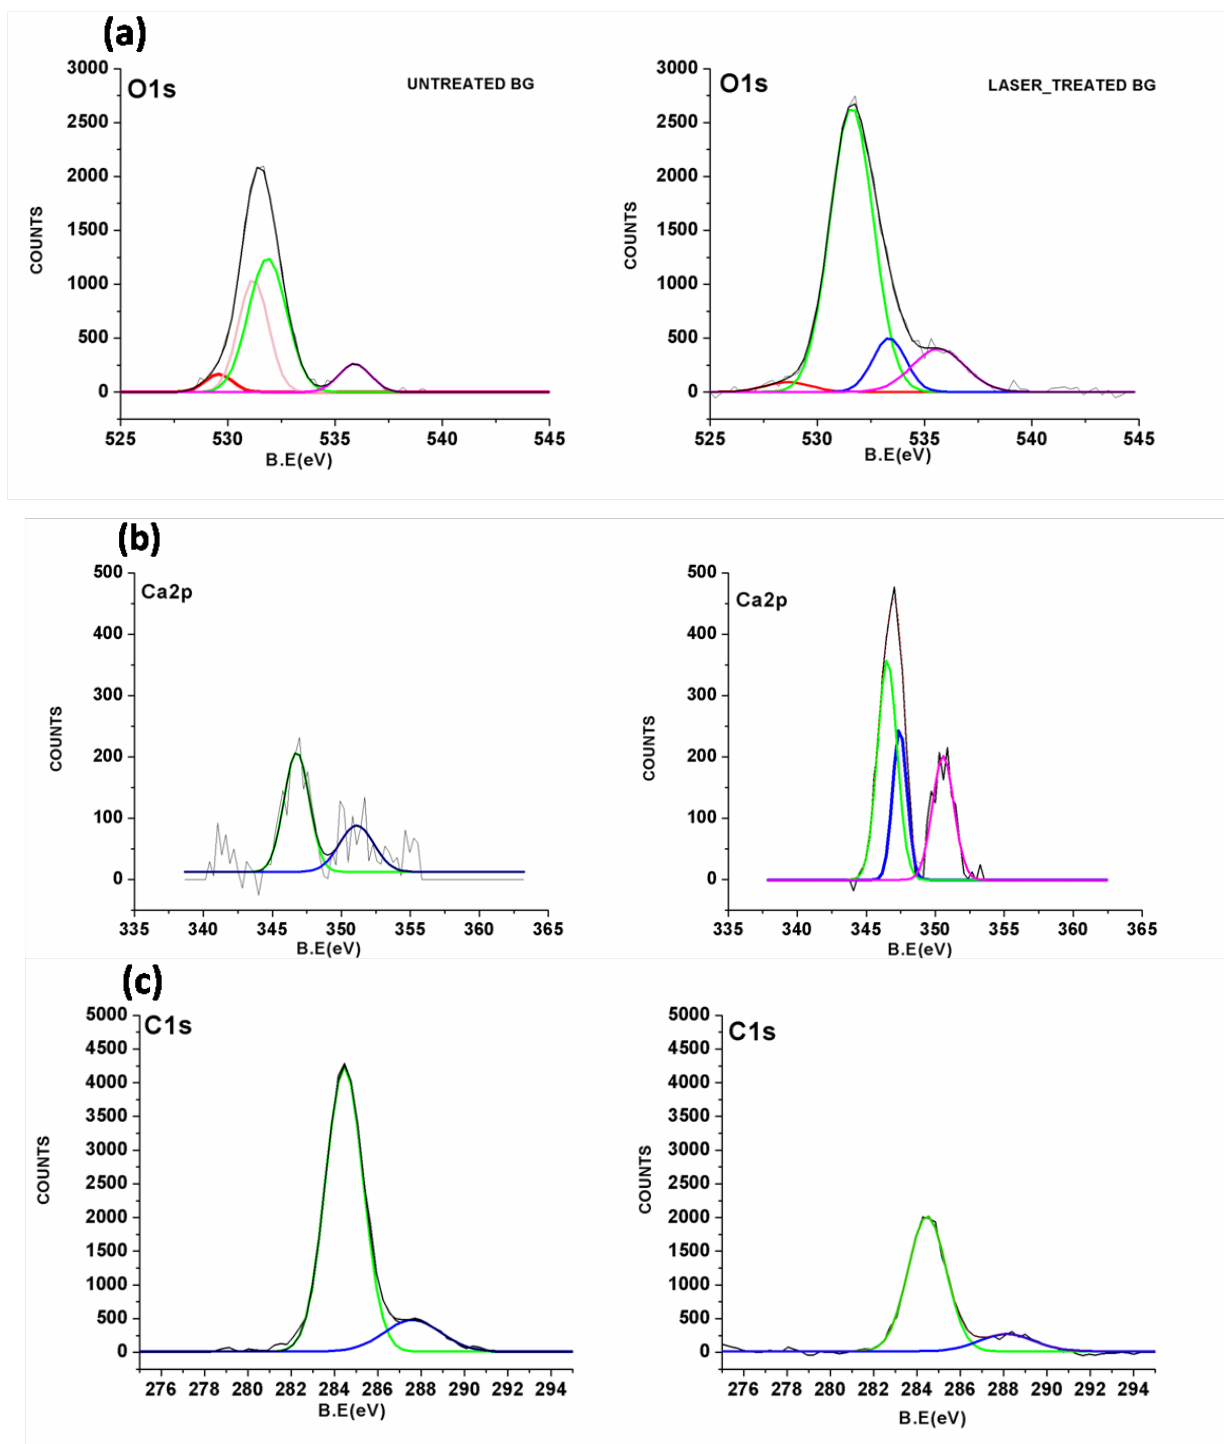 (a)
O1s
UNTREATED BG
3000
2500
2000
1500
1000
500
0
COUNTS
525 530 535 540 545
B.E(eV)
O1s
LASER_TREATED BG
3000
2500
2000
1500
1000
500
0
COUNTS
525 530 535 540 545
B.E(eV)
(b)
Ca2p
500
400
300
200
100
0
COUNTS
335 340 345 350 355 360 365
B.E(eV)
Ca2p
500
400
300
200
100
0
COUNTS
335 340 345 350 355 360 365
B.E(eV)
(c)
C1s
5000
4500
4000
3500
3000
2500
2000
1500
1000
500
0
COUNTS
276 278 280 282 284 286 288 290 292 294
B.E(eV)
C1s
5000
4500
4000
3500
3000
2500
2000
1500
1000
500
0
COUNTS
276 278 280 282 284 286 288 290 292 294
B.E(eV)